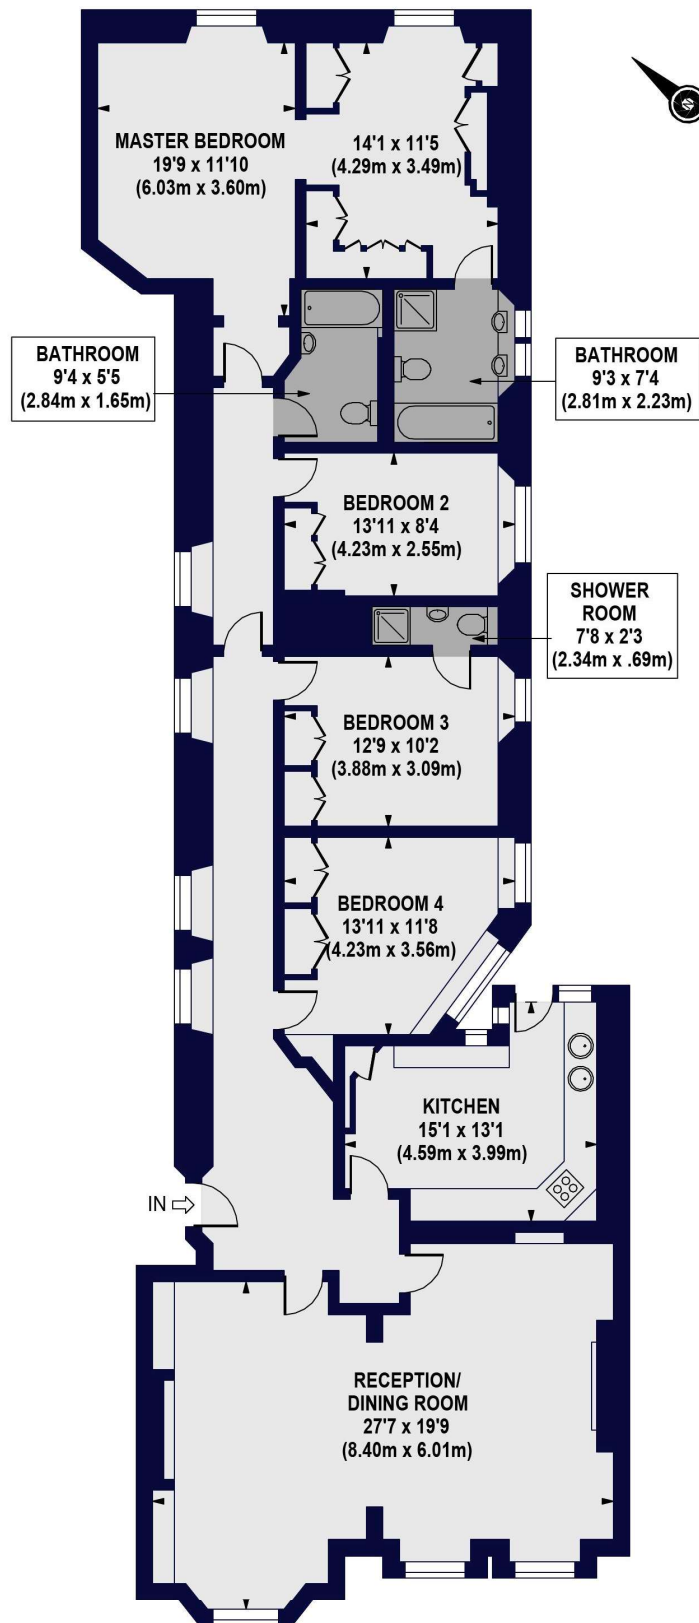 MASTER BEDROOM
19'9 x 11'10
(6.03m x 3.60m)
14'1 x 11'5
(4.29m x 3.49m)
N
BATHROOM
9'4 x 5'5
(2.84m x 1.65m)
BATHROOM
9'3 x 7'4
(2.81m x 2.23m)
BEDROOM 2
13'11 x 8'4
(4.23m x 2.55m)
SHOWER
ROOM
7'8 x 2'3
(2.34m x .69m)
BEDROOM 3
12'9 x 10'2
(3.88m x 3.09m)
BEDROOM 4
13'11 x 11'8
(4.23m x 3.56m)
KITCHEN
15'1 x 13'1
(4.59m x 3.99m)
IN
RECEPTION/
DINING ROOM
27'7 x 19'9
(8.40m x 6.01m)